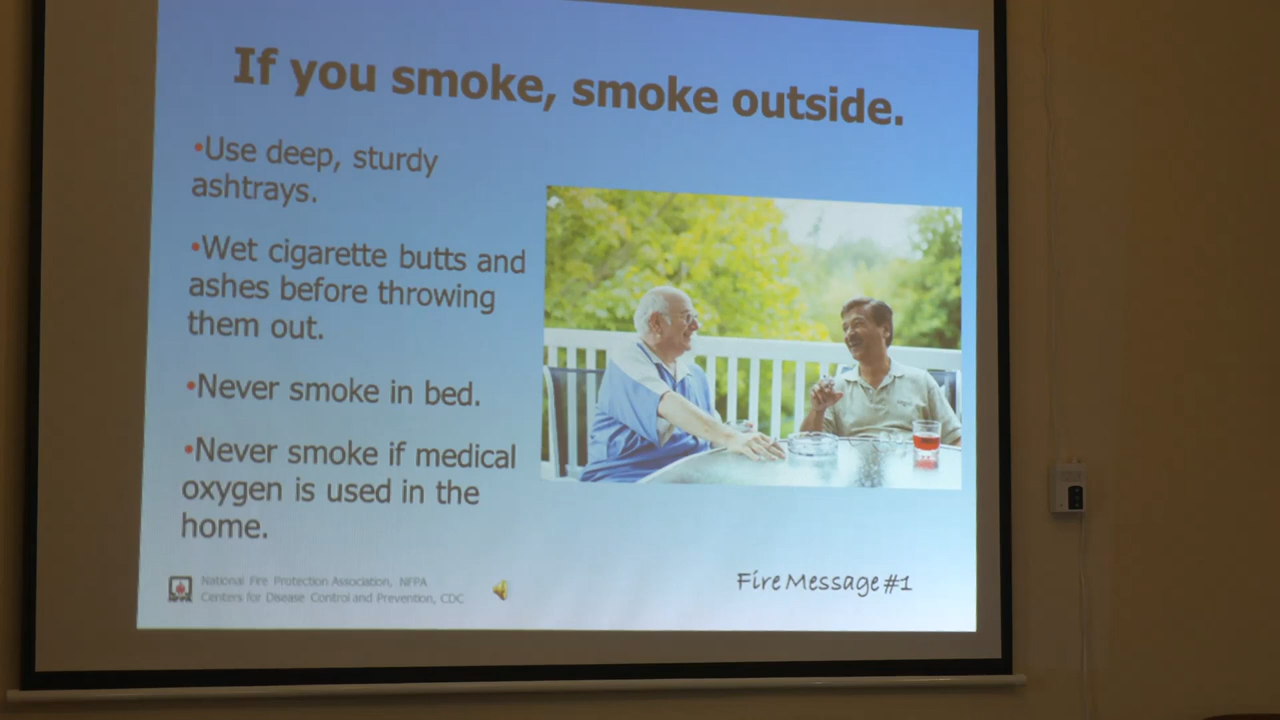 If you smoke, smoke outside.
•Use deep, sturdy
ashtrays.
•Wet cigarette butts and
ashes before throwing
them out.
•Never smoke in bed.
•Never smoke if medical
oxygen is used in the
home.
NFPA
National Fire Protection Association, NFPA
Centers for Disease Control and Prevention, CDC
Fire Message #1